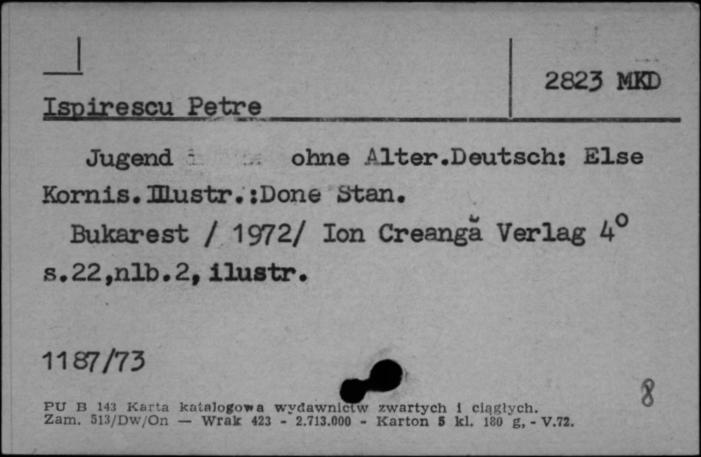 2823 MKD
Ispirescu Petre
Jugend ohne Alter.Deutsch: Else
Kornis.Illustr.:Done Stan.
Bukarest / 1972/ Ion Creangă Verlag 4°
s.22,nlb.2, ilustr.
1187/73
8
PU B 143 Karta katalogowa wydawnictw zwartych i ciągłych.
Zam. 513/Dw/On — Wrak 423 - 2.713.000 - Karton 5 kl. 180 g, - V.72.